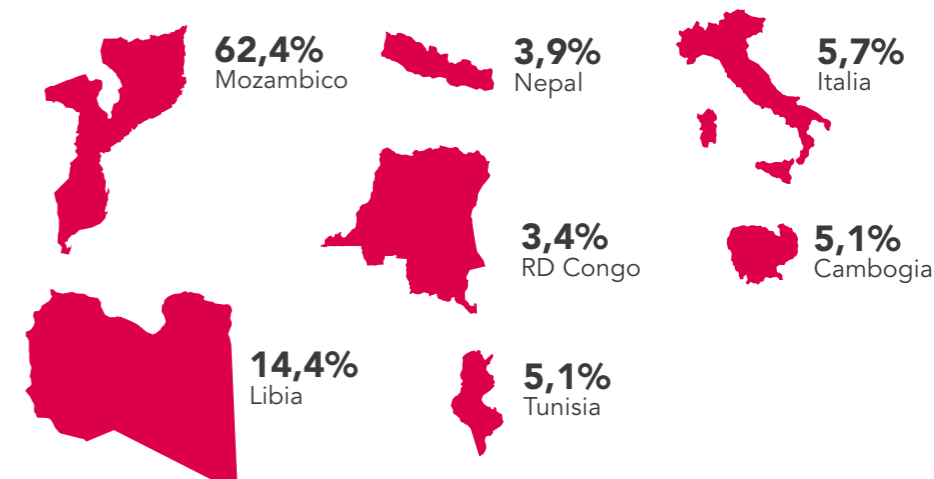 62,4%
Mozambico
3,9%
Nepal
5,7%
Italia
3,4%
RD Congo
5,1%
Cambogia
14,4%
Libia
5,1%
Tunisia